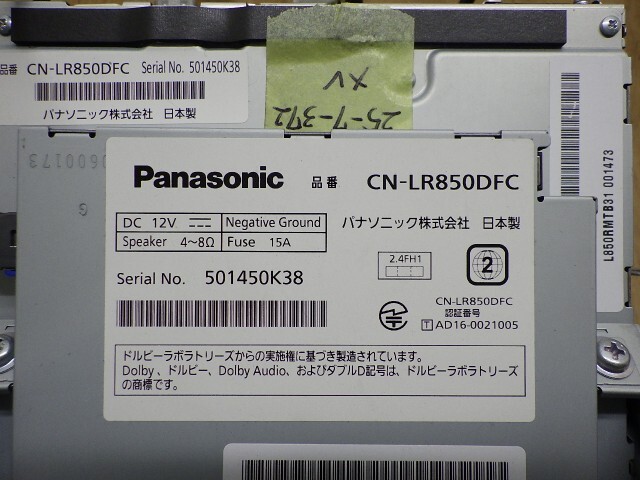 品番 CN-LR850DFC Serial No. 501450K38
パナソニック株式会社 日本製
XV
25-7-372
0600173
G
L850RMTB31 001473
Panasonic 品番 CN-LR850DFC
DC 12V Negative Ground
Speaker 4~8Ω Fuse 15A
パナソニック株式会社 日本製
Serial No. 501450K38
2.4FH1
2
CN-LR850DFC
認証番号
T AD16-0021005
ドルビーラボラトリーズからの実施権に基づき製造されています。
Dolby 、ドルビー、Dolby Audio、およびダブルD記号は、ドルビーラボラトリーズ
の商標です。